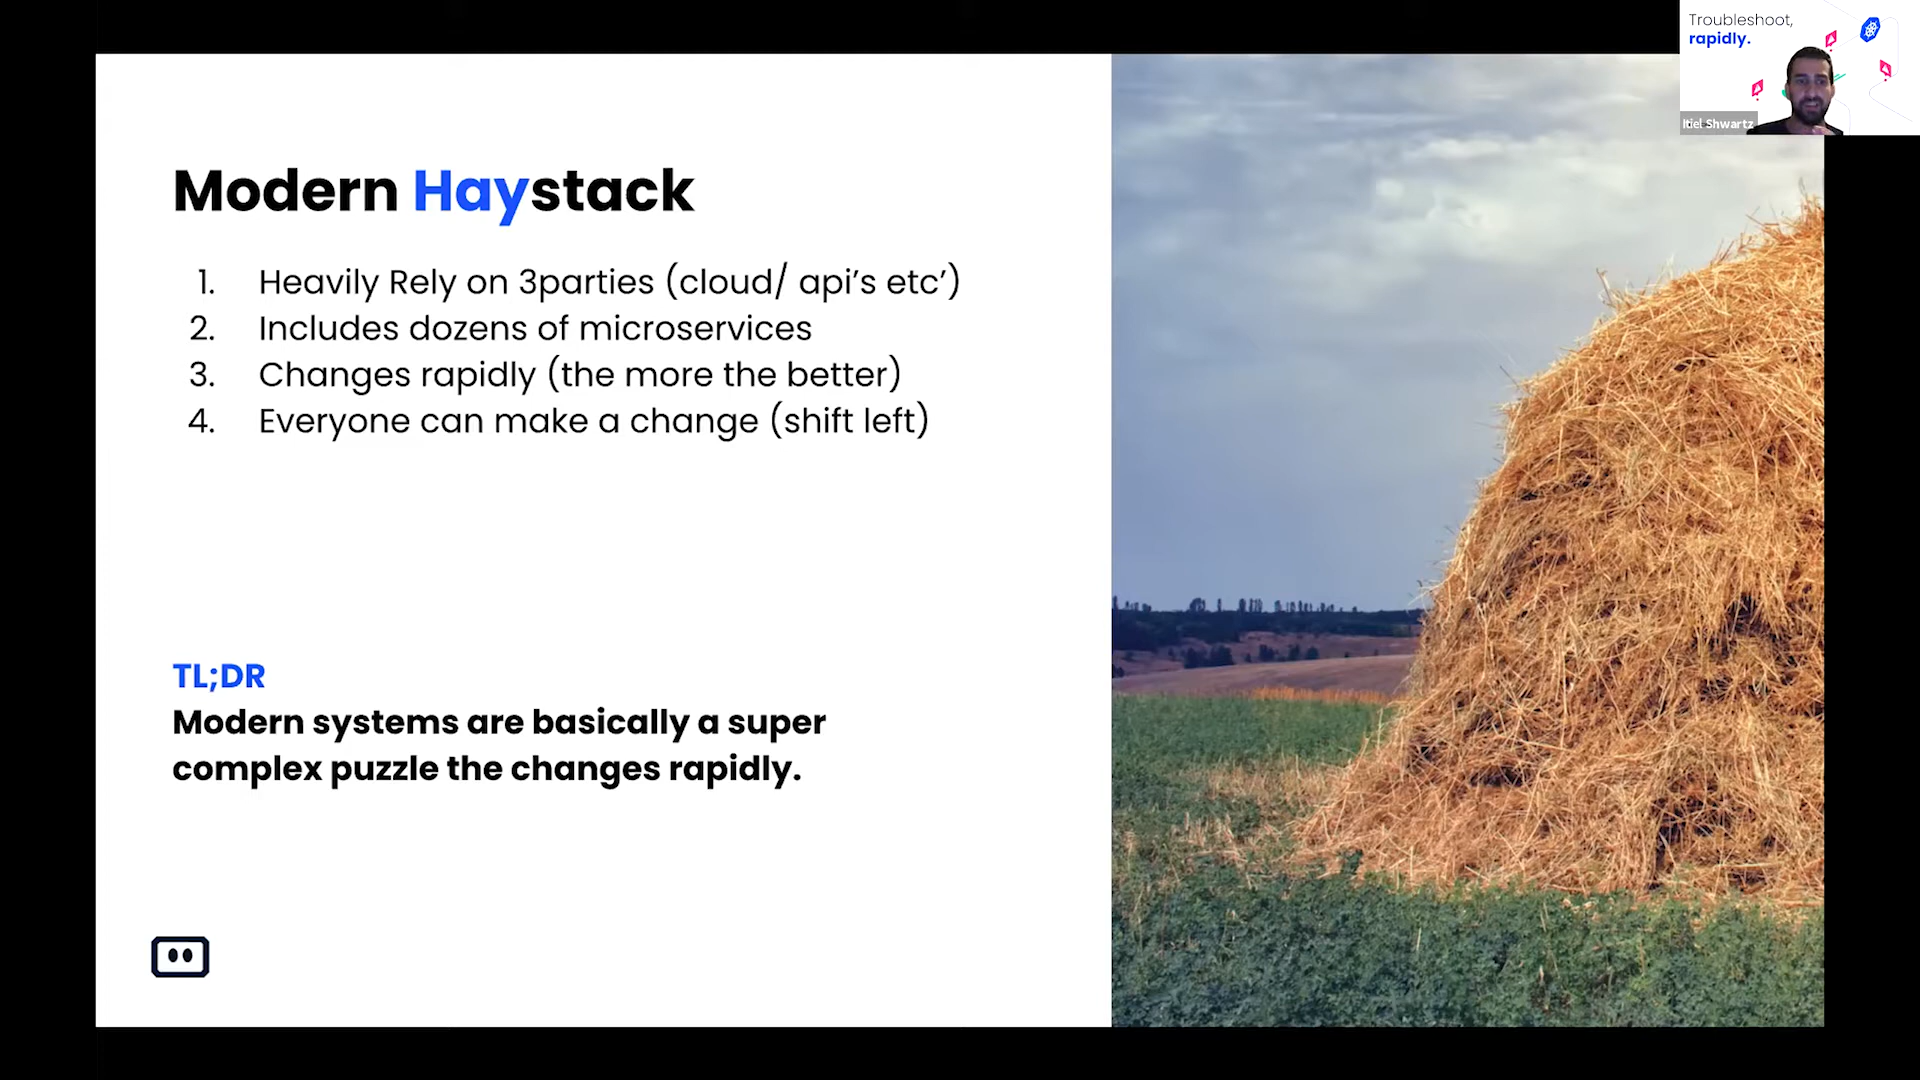 Troubleshoot,
rapidly.
Itiel Shwartz
Modern Haystack
1. Heavily Rely on 3parties (cloud/ api’s etc’)
2. Includes dozens of microservices
3. Changes rapidly (the more the better)
4. Everyone can make a change (shift left)
TL;DR
Modern systems are basically a super
complex puzzle the changes rapidly.